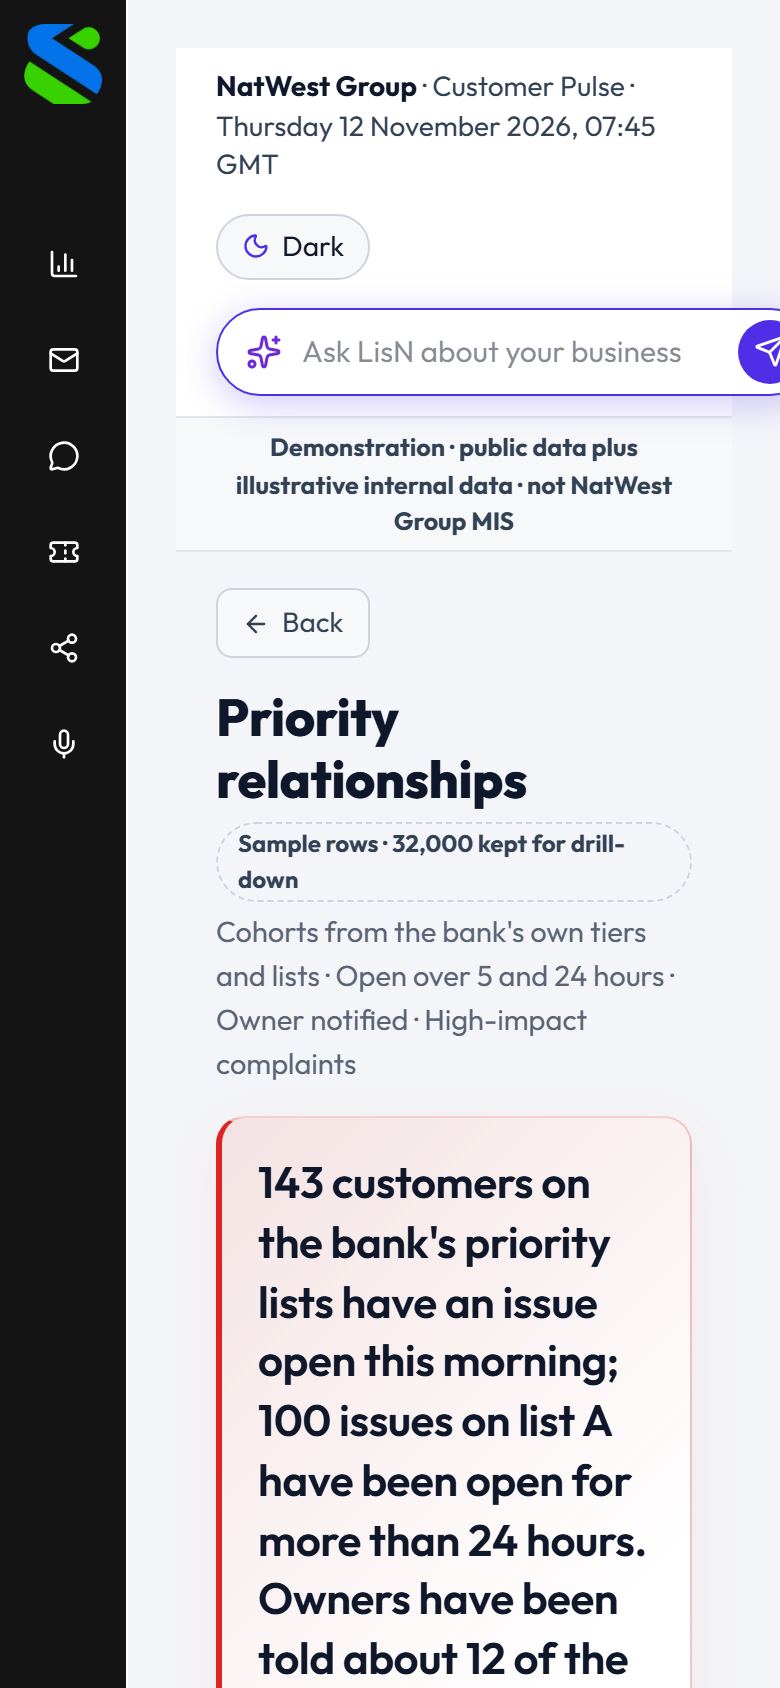 NatWest Group · Customer Pulse ·
Thursday 12 November 2026, 07:45
GMT
Dark
Ask LisN about your business
Demonstration · public data plus
illustrative internal data · not NatWest
Group MIS
Back
Priority
relationships
Sample rows · 32,000 kept for drill-
down
Cohorts from the bank's own tiers
and lists · Open over 5 and 24 hours ·
Owner notified · High-impact
complaints
143 customers on
the bank's priority
lists have an issue
open this morning;
100 issues on list A
have been open for
more than 24 hours.
Owners have been
told about 12 of the